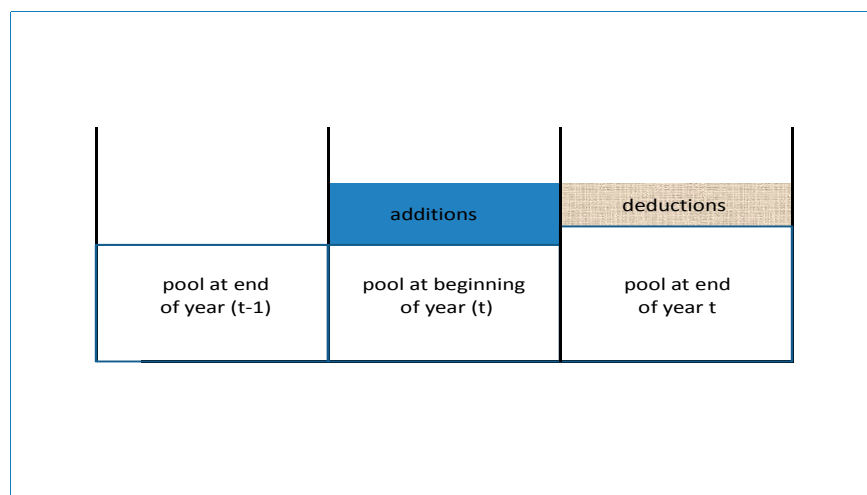 additions
deductions
pool at end
of year (t-1)
pool at beginning
of year (t)
pool at end
of year t